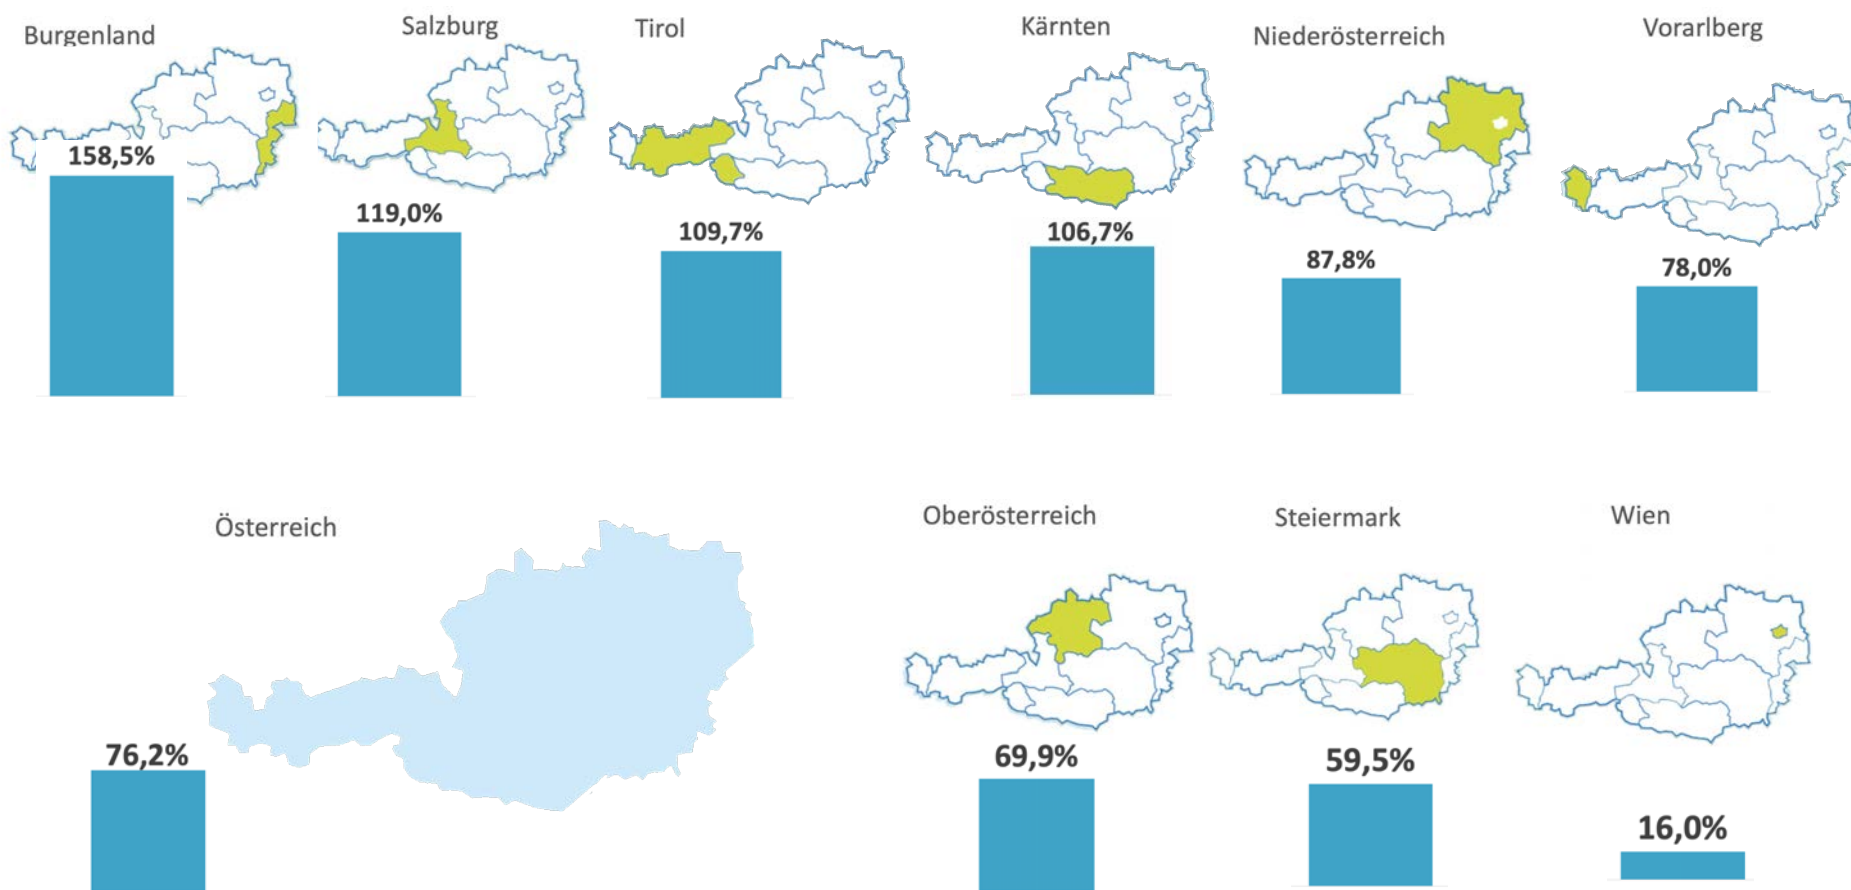 Burgenland
Salzburg
Tirol
Kärnten
Niederösterreich
Vorarlberg
158,5%
119,0%
109,7%
106,7%
87,8%
78,0%
Österreich
Oberösterreich
Steiermark
Wien
76,2%
69,9%
59,5%
16,0%